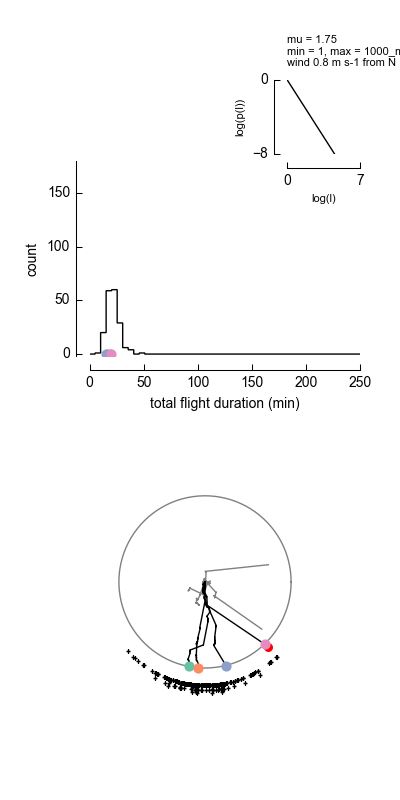 mu = 1.75
min = 1, max = 1000_m
wind 0.8 m s-1 from N
0
log(p(l))
−8
0 7
log(l)
150
100
count
50
0
0 50 100 150 200 250
total flight duration (min)